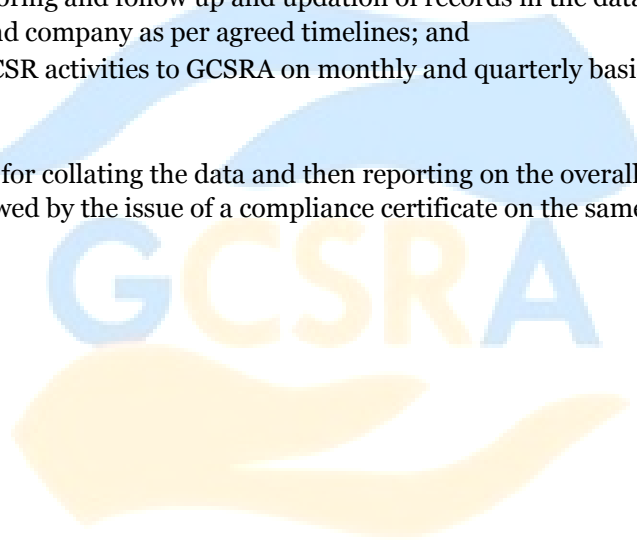 oring and follow up and updation of records in the data
nd company as per agreed timelines; and
CSR activities to GCSRA on monthly and quarterly basi
for collating the data and then reporting on the overall
wed by the issue of a compliance certificate on the same
GCSRA